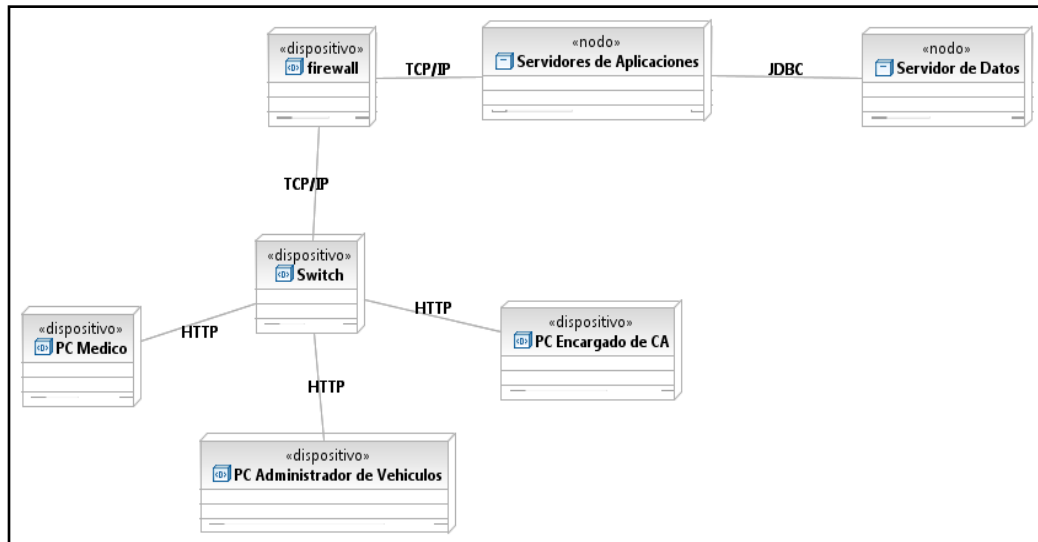 «dispositivo»
firewall
TCP/IP
«nodo»
Servidores de Aplicaciones
JDBC
«nodo»
Servidor de Datos
TCP/IP
«dispositivo»
Switch
«dispositivo»
PC Medico
HTTP
HTTP
«dispositivo»
PC Encargado de CA
HTTP
«dispositivo»
PC Administrador de Vehiculos